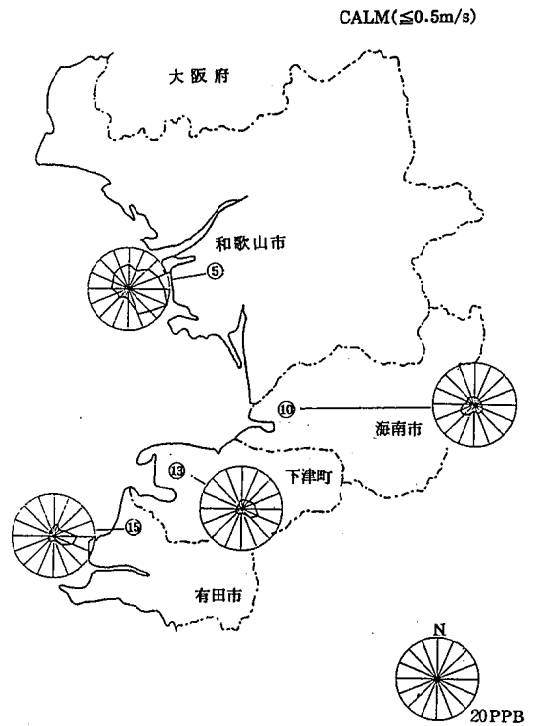 CALM(≦0.5m/s)
大阪府
和歌山市
⑤
⑩
海南市
⑬
下津町
⑮
有田市
N
20PPB